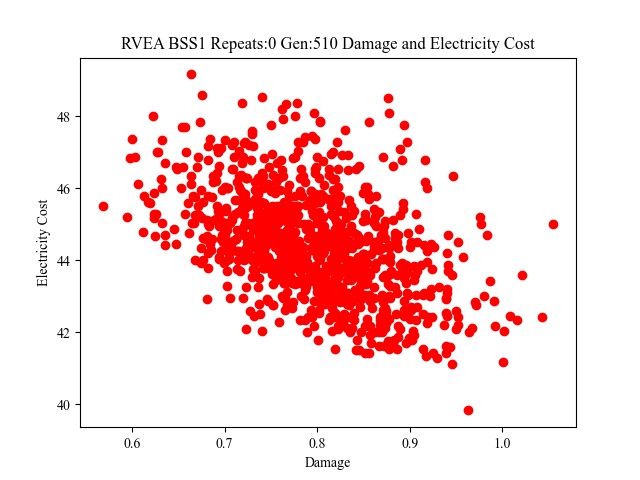 RVEA BSS1 Repeats:0 Gen:510 Damage and Electricity Cost
48
46
44
42
40
Electricity Cost
0.6 0.7 0.8 0.9 1.0
Damage